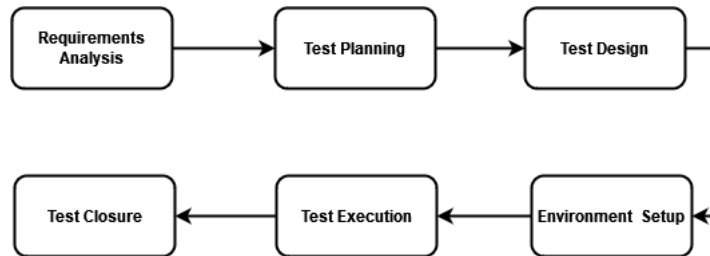 Requirements
Analysis
Test Planning
Test Design
Environment Setup
Test Execution
Test Closure